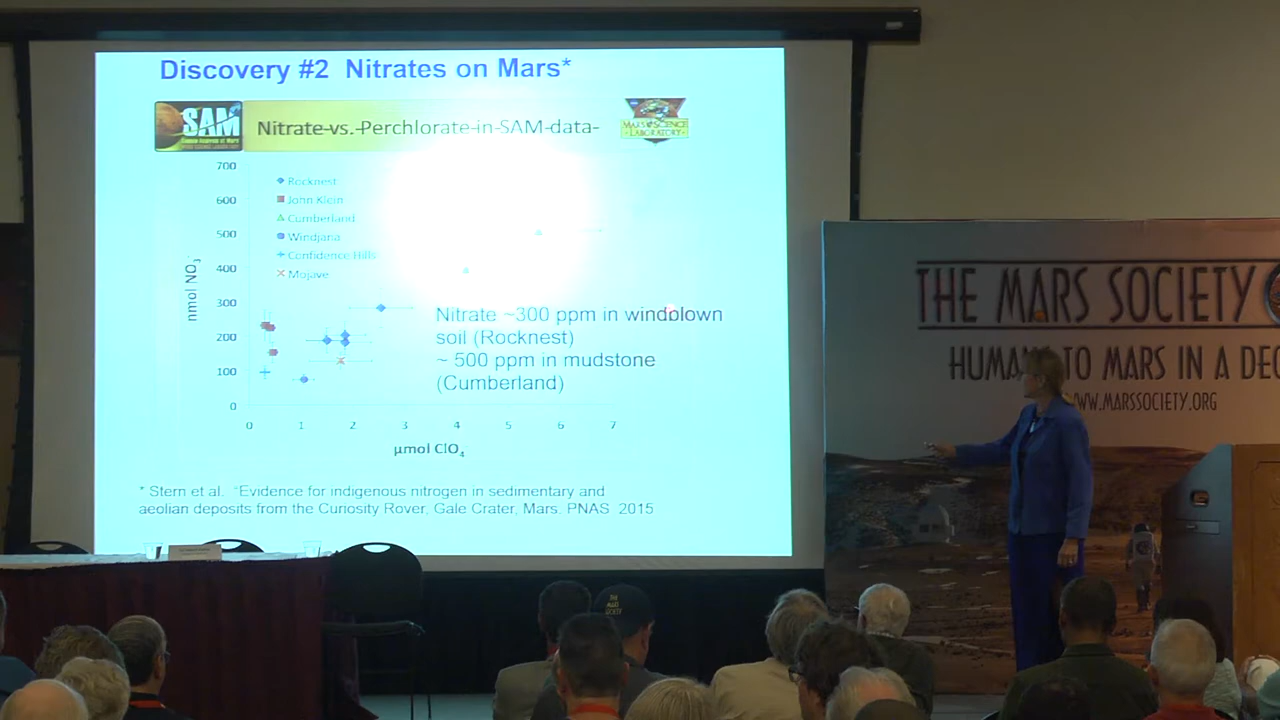 Discovery #2 Nitrates on Mars*
SAM
Nitrate-vs.-Perchlorate-in-SAM-data-
MARS SCIENCE
LABORATORY
700
600
500
400
300
200
100
0
nmol NO3-
Rocknest
John Klein
Cumberland
Windjana
Confidence Hills
Mojave
Nitrate ~300 ppm in windblown
soil (Rocknest)
~ 500 ppm in mudstone
(Cumberland)
0 1 2 3 4 5 6 7
µmol ClO4-
* Stern et al. "Evidence for indigenous nitrogen in sedimentary and
aeolian deposits from the Curiosity Rover, Gale Crater, Mars. PNAS 2015
THE MARS SOCIETY
TO MARS IN A
WWW.MARSSOCIETY.ORG
THE
MARS
SOCIETY